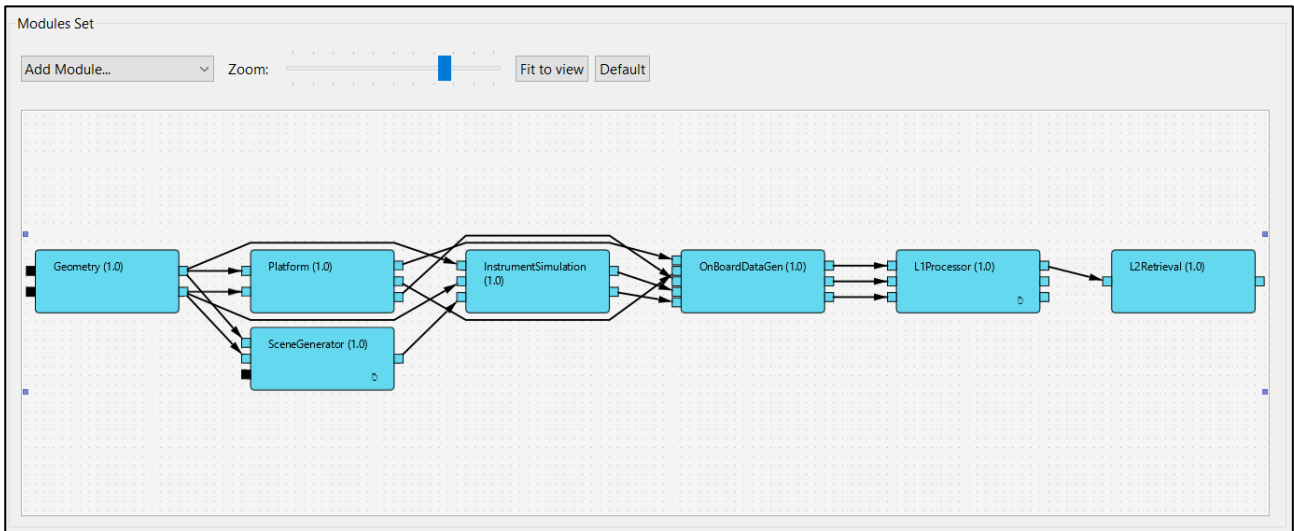 Modules Set
Add Module...
Zoom:
Fit to view
Default
Geometry (1.0)
Platform (1.0)
InstrumentSimulation
(1.0)
OnBoardDataGen (1.0)
L1Processor (1.0)
L2Retrieval (1.0)
SceneGenerator (1.0)